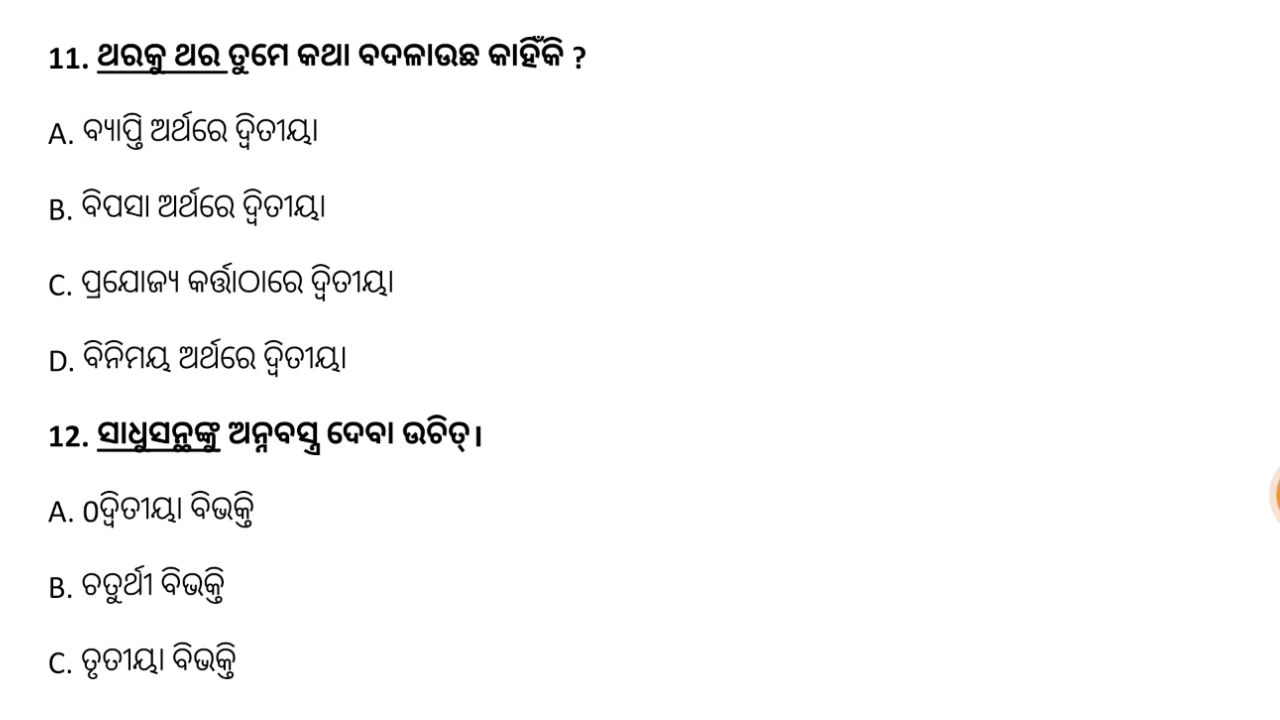 11. ଥରକୁ ଥର ତୁମେ କଥା ବଦଳାଉଛ କାହିଁକି ?
A. ବ୍ୟାପ୍ତି ଅର୍ଥରେ ଦ୍ୱିତୀୟା
B. ବିପସା ଅର୍ଥରେ ଦ୍ୱିତୀୟା
C. ପ୍ରଯୋଜ୍ୟ କର୍ତ୍ତାଠାରେ ଦ୍ୱିତୀୟା
D. ବିନିମୟ ଅର୍ଥରେ ଦ୍ୱିତୀୟା
12. ସାଧୁସନ୍ଥଙ୍କୁ ଅନ୍ନବସ୍ତ୍ର ଦେବା ଉଚିତ୍।
A. 0ଦ୍ୱିତୀୟା ବିଭକ୍ତି
B. ଚତୁର୍ଥୀ ବିଭକ୍ତି
C. ତୃତୀୟା ବିଭକ୍ତି